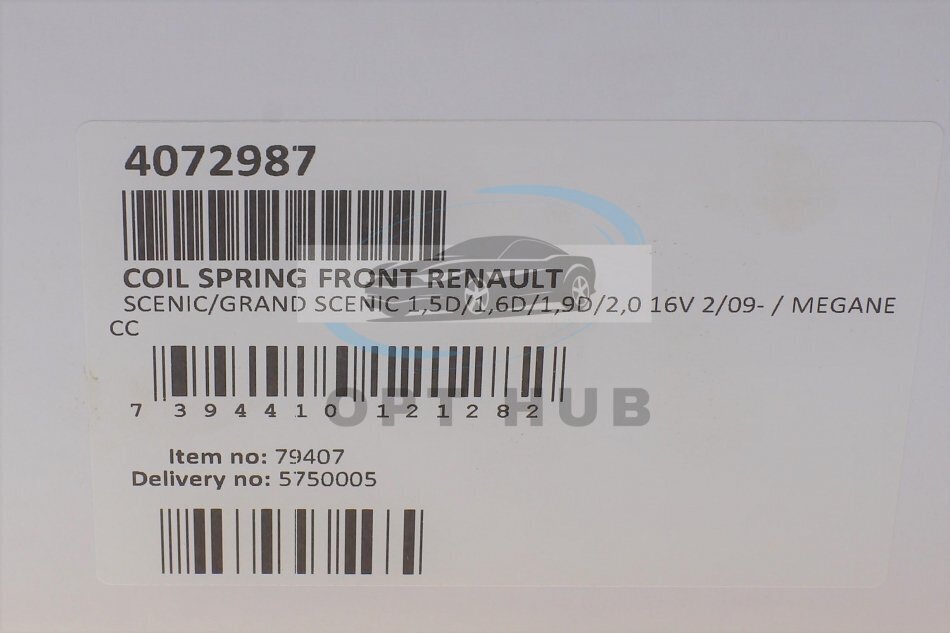 4072987
COIL SPRING FRONT RENAULT
SCENIC/GRAND SCENIC 1,5D/1,6D/1,9D/2,0 16V 2/09- / MEGANE
CC
7 394410 121282
OPT HUB
Item no: 79407
Delivery no: 5750005